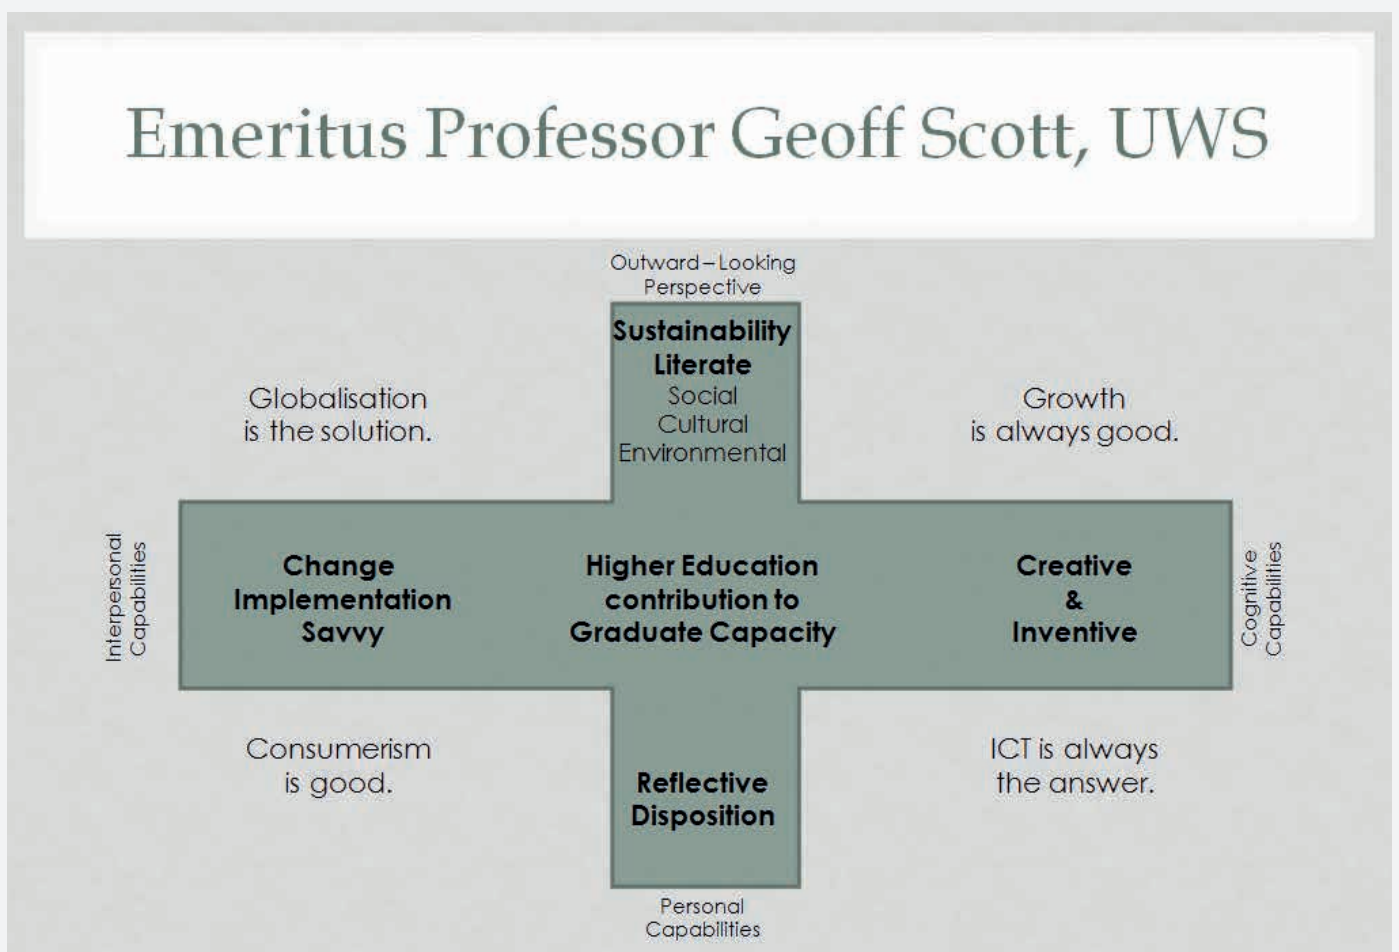 Emeritus Professor Geoff Scott, UWS
Outward–Looking
Perspective
Sustainability
Literate
Social
Cultural
Environmental
Globalisation
is the solution.
Growth
is always good.
Interpersonal
Capabilities
Change
Implementation
Savvy
Higher Education
contribution to
Graduate Capacity
Creative
&
Inventive
Cognitive
Capabilities
Consumerism
is good.
Reflective
Disposition
ICT is always
the answer.
Personal
Capabilities